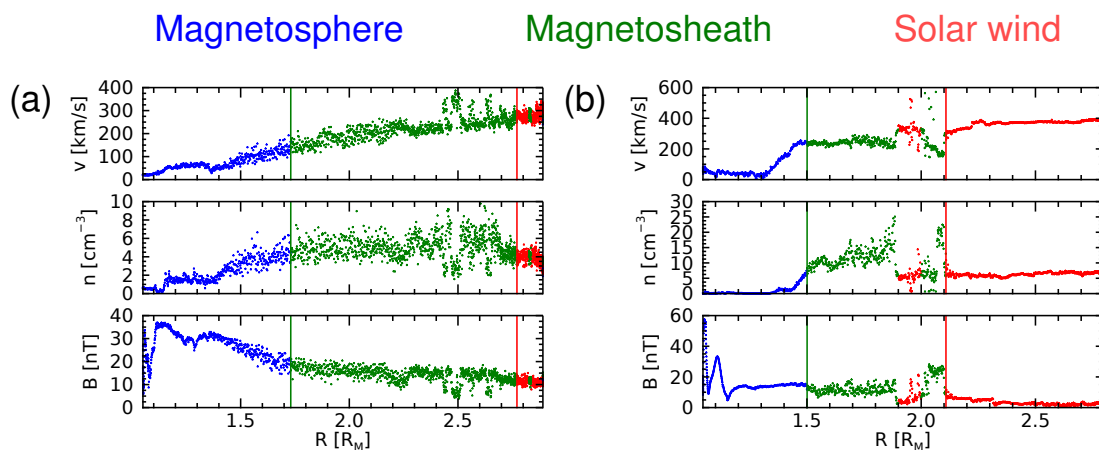 Magnetosphere Magnetosheath Solar wind
(a) (b)
v [km/s] 400 300 200 100 0
v [km/s] 600 400 200 0
n [cm⁻³] 10 8 6 4 2 0
n [cm⁻³] 30 25 20 15 10 5 0
B [nT] 40 30 20 10 0
B [nT] 60 40 20 0
1.5 2.0 2.5
1.5 2.0 2.5
R [R_M] R [R_M]